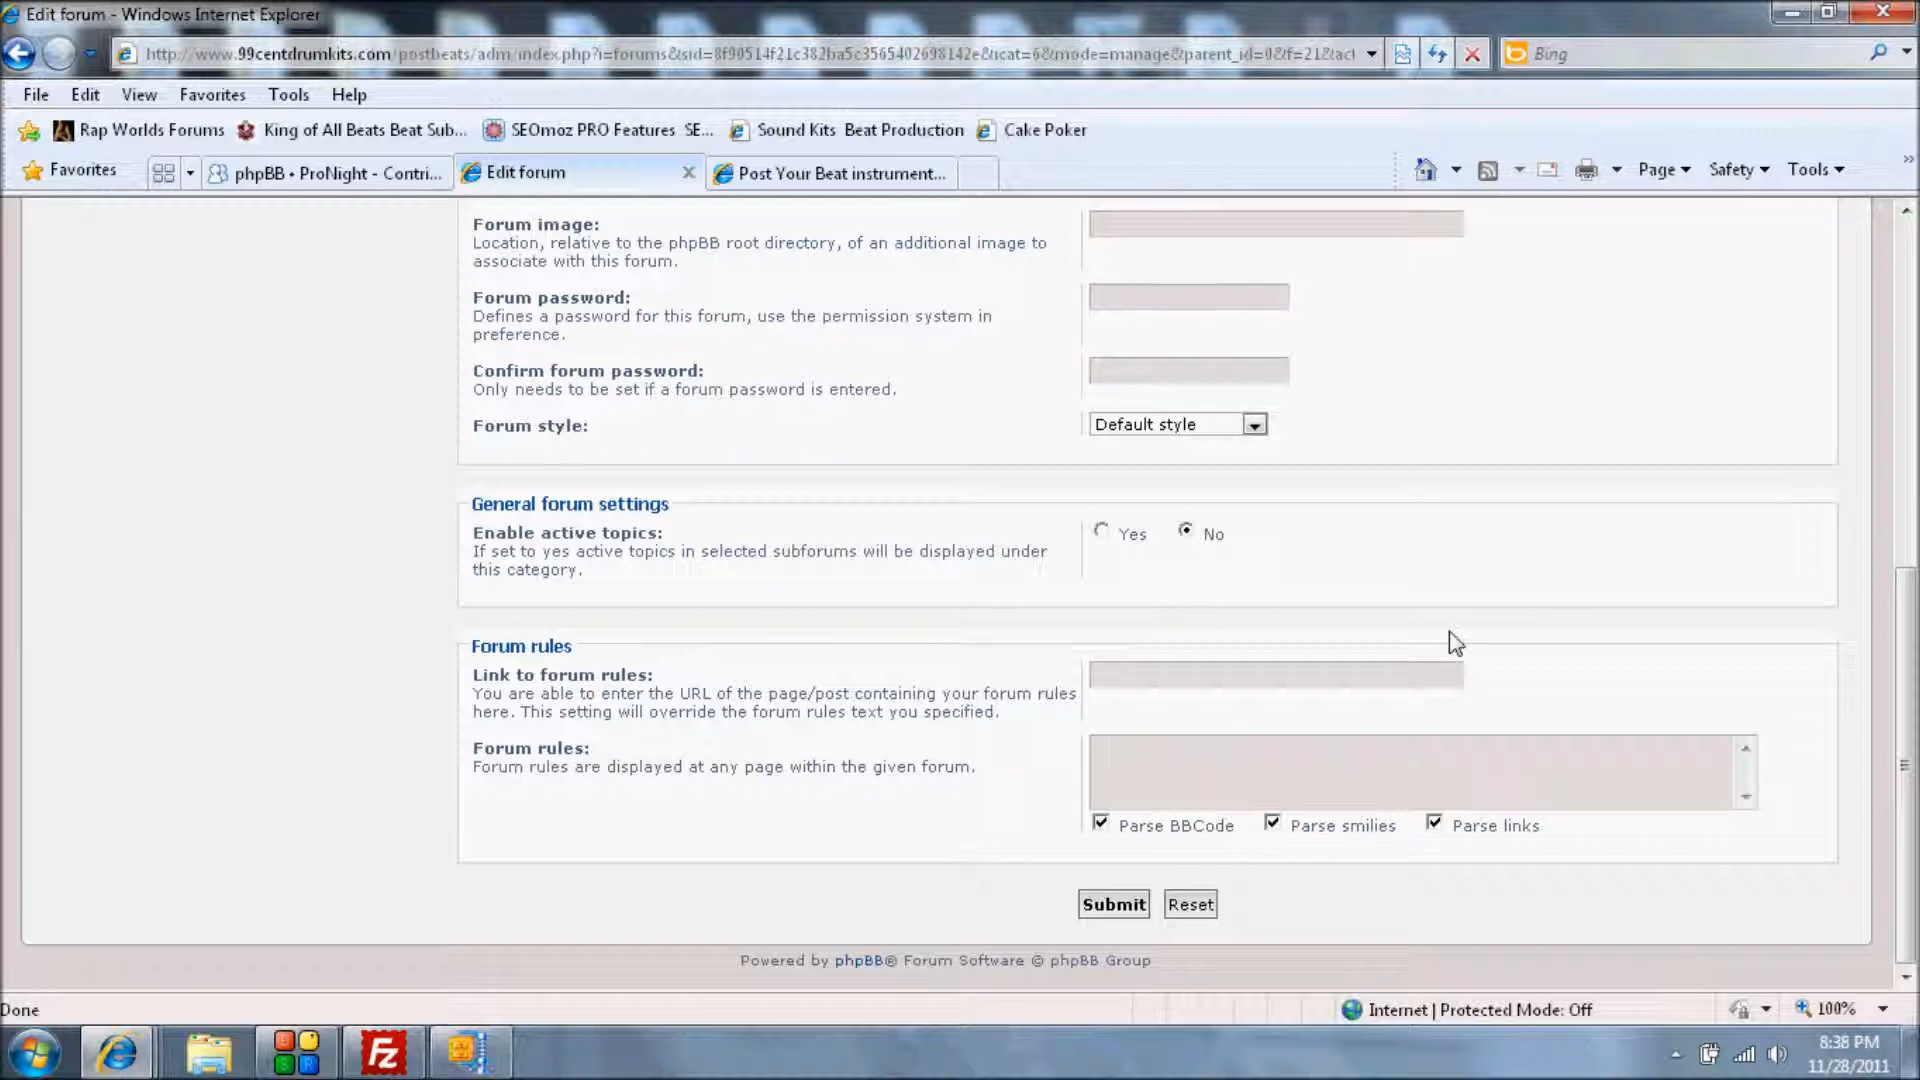 Edit forum - Windows Internet Explorer
http://www.99centdrumkits.com/postbeats/adm/index.php?i=forums&sid=8f90514f21c382ba5c3565402698142e&icat=6&mode=manage&parent_id=0&f=21&act
Bing
File Edit View Favorites Tools Help
Rap Worlds Forums King of All Beats Beat Sub... SEOmoz PRO Features SE... Sound Kits Beat Production Cake Poker
Favorites phpBB • ProNight - Contri... Edit forum Post Your Beat instrument... Page Safety Tools
Forum image:
Location, relative to the phpBB root directory, of an additional image to
associate with this forum.
Forum password:
Defines a password for this forum, use the permission system in
preference.
Confirm forum password:
Only needs to be set if a forum password is entered.
Forum style: Default style
General forum settings
Enable active topics: Yes No
If set to yes active topics in selected subforums will be displayed under
this category.
Forum rules
Link to forum rules:
You are able to enter the URL of the page/post containing your forum rules
here. This setting will override the forum rules text you specified.
Forum rules:
Forum rules are displayed at any page within the given forum.
Parse BBCode Parse smilies Parse links
Submit Reset
Powered by phpBB® Forum Software © phpBB Group
Done Internet | Protected Mode: Off 100%
8:38 PM
11/28/2011